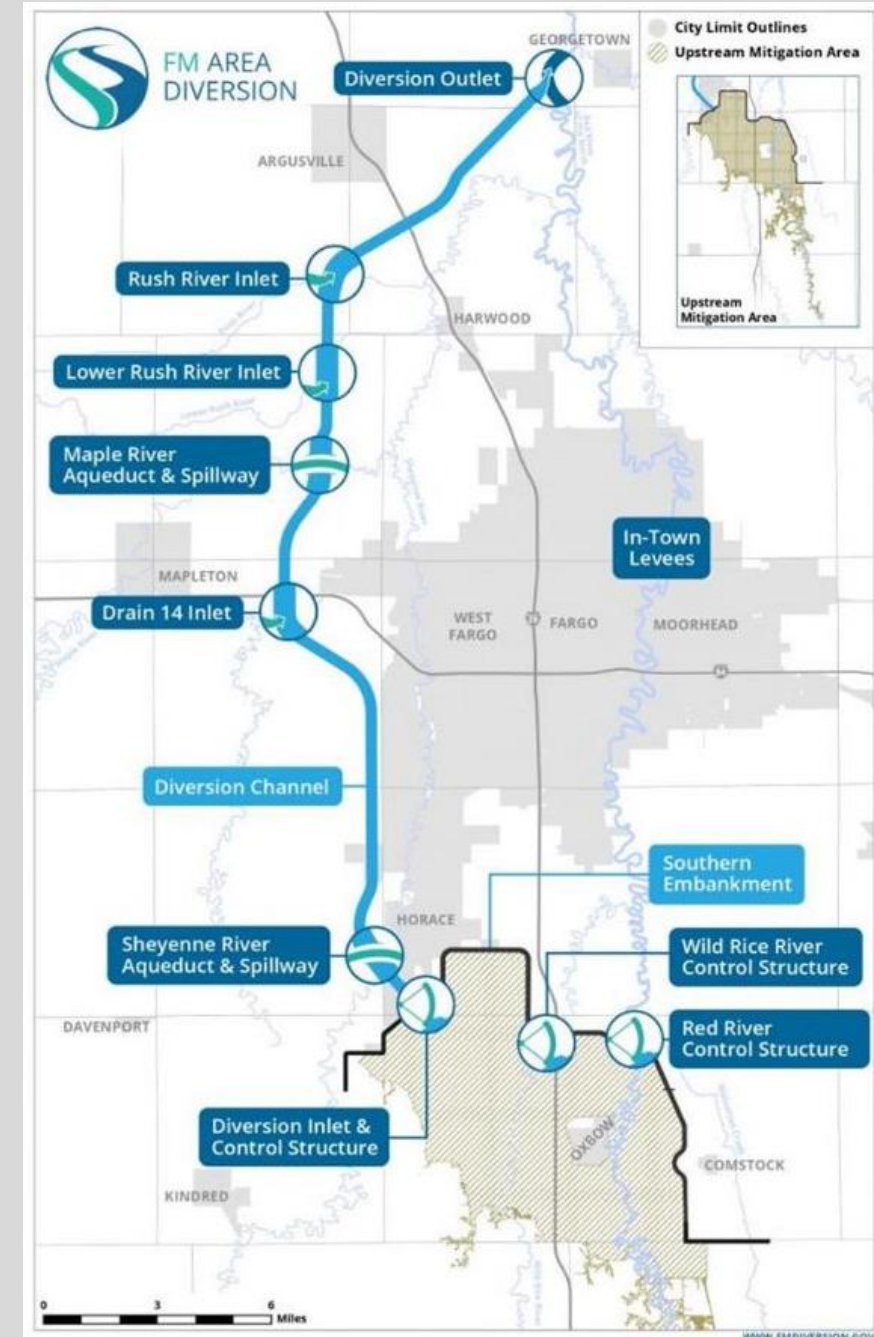 FM AREA
DIVERSION
GEORGETOWN
Diversion Outlet
City Limit Outlines
Upstream Mitigation Area
Upstream
Mitigation Area
ARGUSVILLE
Rush River Inlet
HARWOOD
Lower Rush River Inlet
Maple River
Aqueduct & Spillway
In-Town
Levees
MAPLETON
Drain 14 Inlet
WEST
FARGO
FARGO
MOORHEAD
Diversion Channel
Southern
Embankment
HORACE
Sheyenne River
Aqueduct & Spillway
Wild Rice River
Control Structure
DAVENPORT
Red River
Control Structure
Diversion Inlet &
Control Structure
OXBOW
COMSTOCK
KINDRED
0 3 6
Miles
WWW.FMDIVERSION.GOV